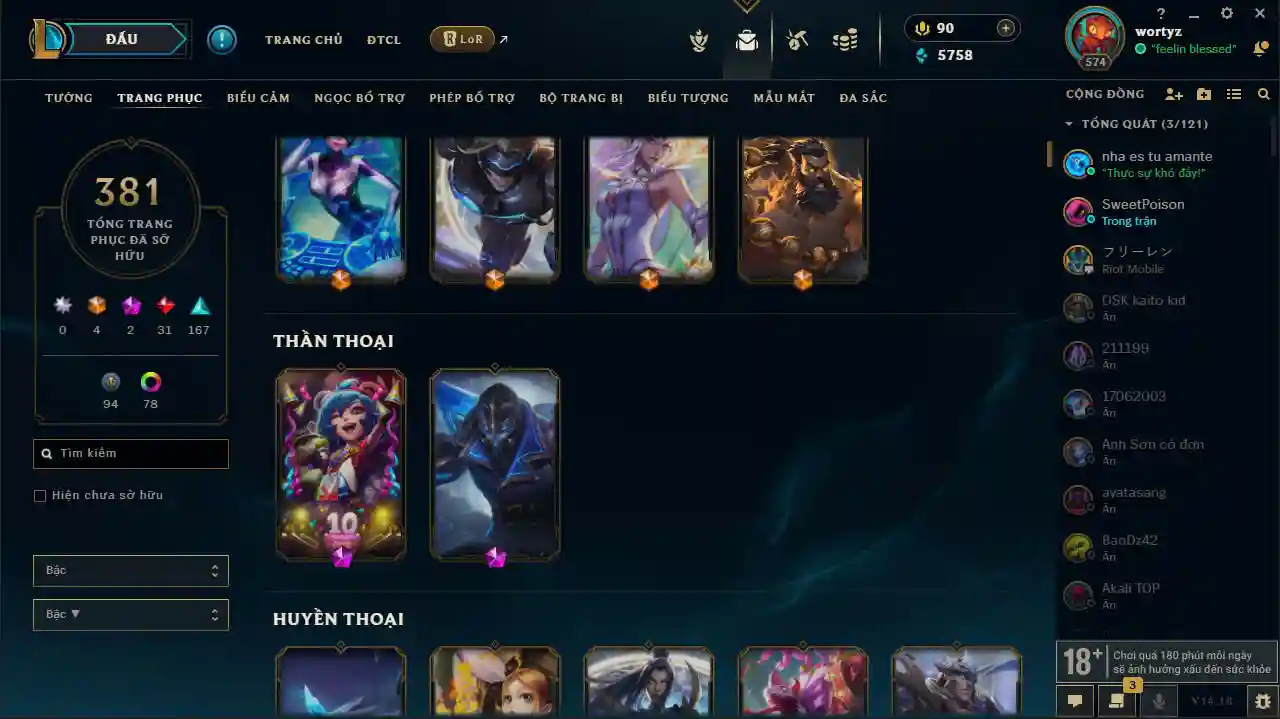 ĐẤU
TRANG CHỦ
ĐTCL
LoR
90
5758
?
574
wortyz
"feelin blessed"
TƯỚNG
TRANG PHỤC
BIỂU CẢM
NGỌC BỔ TRỢ
PHÉP BỔ TRỢ
BỘ TRANG BỊ
BIỂU TƯỢNG
MẪU MẮT
ĐA SẮC
CỘNG ĐỒNG
TỔNG QUÁT (3/121)
381
TỔNG TRANG
PHỤC ĐÃ SỞ
HỮU
0
4
2
31
167
94
78
Tìm kiếm
Hiện chưa sở hữu
Bậc
Bậc ▼
THẦN THOẠI
10
HUYỀN THOẠI
nha es tu amante
"Thực sự khó đấy!"
SweetPoison
Trong trận
フリーレン
Riot Mobile
DSK kaito kid
Ẩn
211199
Ẩn
17062003
Ẩn
Anh Sơn cô đơn
Ẩn
ayatasang
Ẩn
BaoDz42
Ẩn
Akali TOP
Ẩn
18+
Chơi quá 180 phút mỗi ngày
sẽ ảnh hưởng xấu đến sức khỏe
3
V14.18